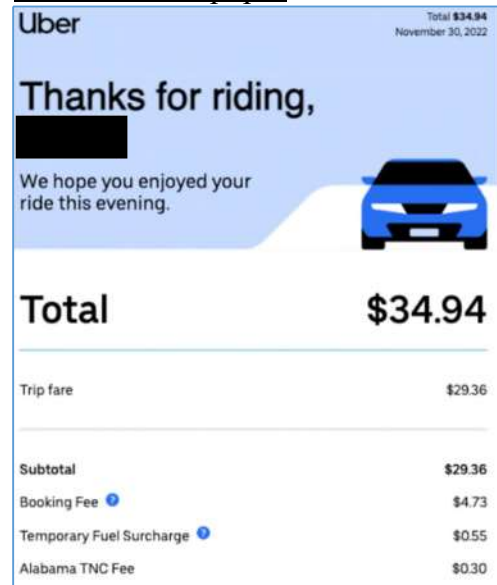 Uber
Total $34.94
November 30, 2022
Thanks for riding,
We hope you enjoyed your
ride this evening.
Total $34.94
Trip fare $29.36
Subtotal $29.36
Booking Fee $4.73
Temporary Fuel Surcharge $0.55
Alabama TNC Fee $0.30